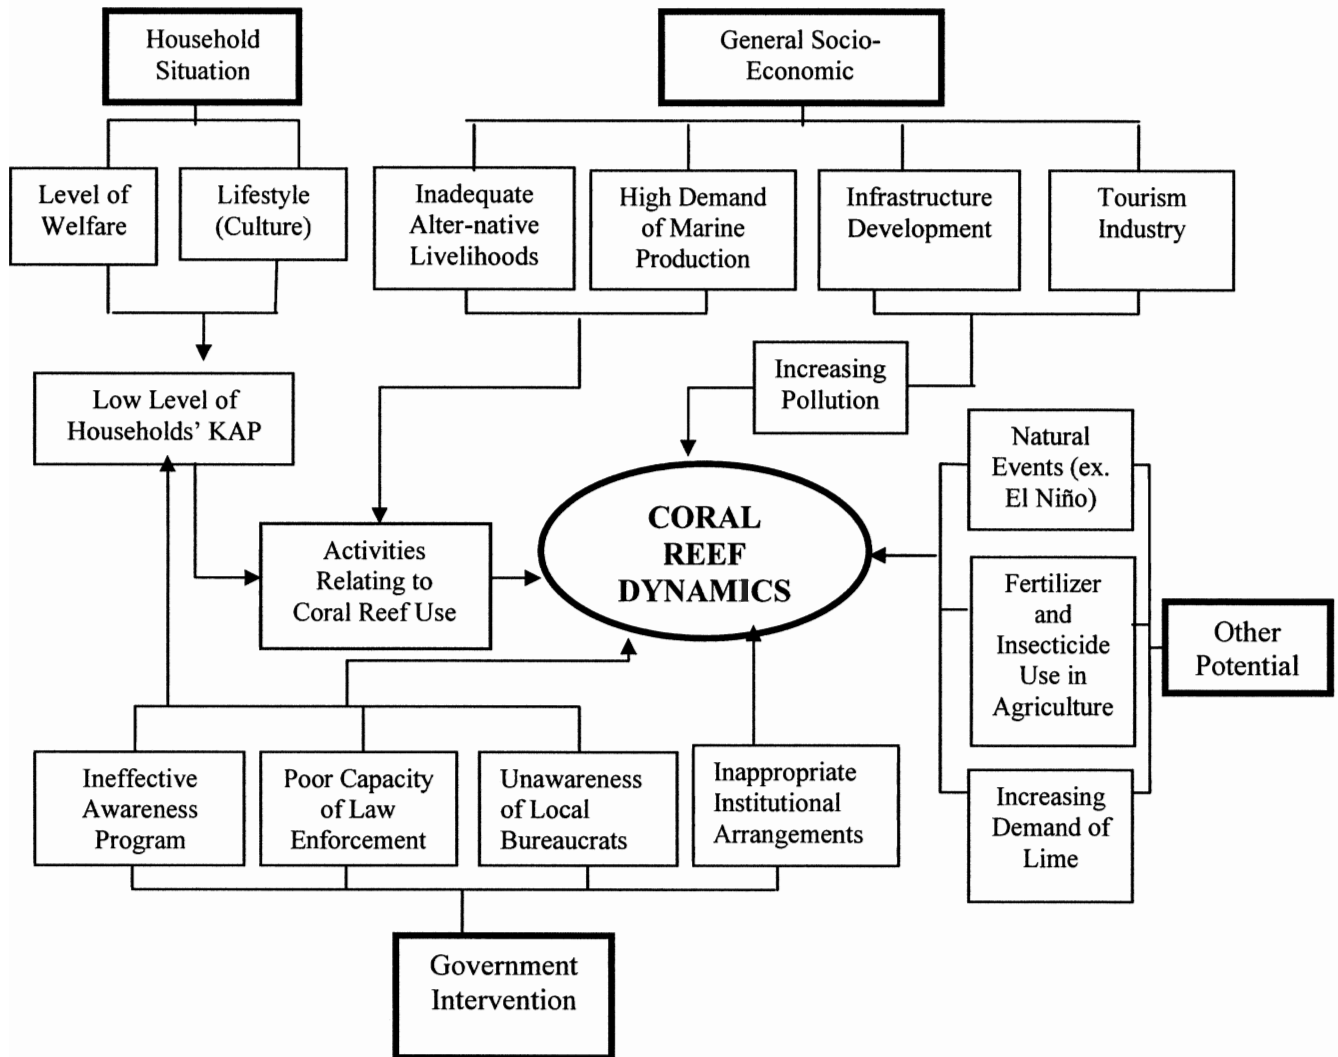 Household
Situation
General Socio-
Economic
Level of
Welfare
Lifestyle
(Culture)
Inadequate
Alter-native
Livelihoods
High Demand
of Marine
Production
Infrastructure
Development
Tourism
Industry
Increasing
Pollution
Low Level of
Households’ KAP
Natural
Events (ex.
El Niño)
CORAL
REEF
DYNAMICS
Activities
Relating to
Coral Reef Use
Fertilizer
and
Insecticide
Use in
Agriculture
Other
Potential
Ineffective
Awareness
Program
Poor Capacity
of Law
Enforcement
Unawareness
of Local
Bureaucrats
Inappropriate
Institutional
Arrangements
Increasing
Demand of
Lime
Government
Intervention